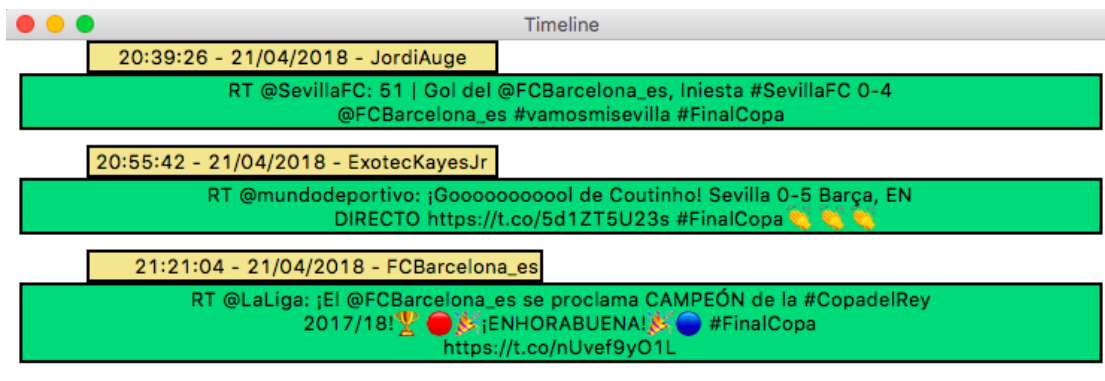 Timeline
20:39:26 - 21/04/2018 - JordiAuge
RT @SevillaFC: 51 | Gol del @FCBarcelona_es, Iniesta #SevillaFC 0-4
@FCBarcelona_es #vamosmisevilla #FinalCopa
20:55:42 - 21/04/2018 - ExotecKayesJr
RT @mundodeportivo: ¡Gooooooooool de Coutinho! Sevilla 0-5 Barça, EN
DIRECTO https://t.co/5d1ZT5U23s #FinalCopa👏 👏 👏
21:21:04 - 21/04/2018 - FCBarcelona_es
RT @LaLiga: ¡El @FCBarcelona_es se proclama CAMPEÓN de la #CopadelRey
2017/18!🏆 🔴🎉¡ENHORABUENA!🎉🔵 #FinalCopa
https://t.co/nUvef9yO1L